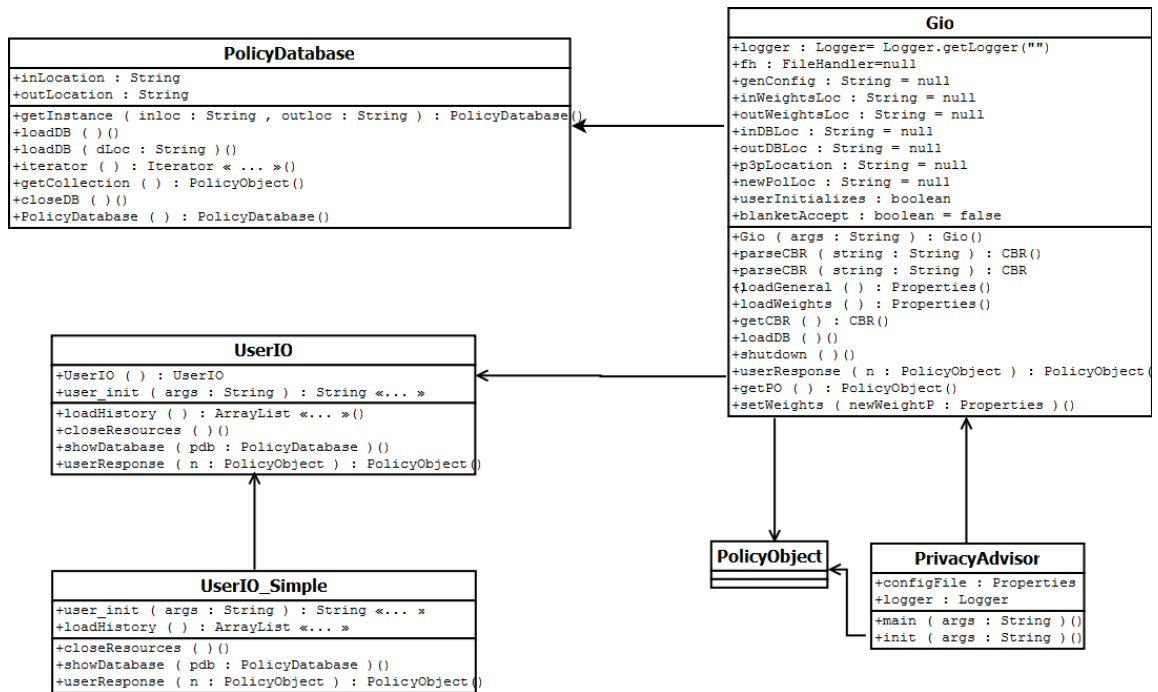 PolicyDatabase
+inLocation : String
+outLocation : String
+getInstance ( inloc : String , outloc : String ) : PolicyDatabase()
+loadDB ( )()
+loadDB ( dLoc : String )()
+iterator ( ) : Iterator « ... »()
+getCollection ( ) : PolicyObject()
+closeDB ( )()
+PolicyDatabase ( ) : PolicyDatabase()
Gio
+logger : Logger= Logger.getLogger("")
+fh : FileHandler=null
+genConfig : String = null
+inWeightsLoc : String = null
+outWeightsLoc : String = null
+inDBLoc : String = null
+outDBLoc : String = null
+p3pLocation : String = null
+newPolLoc : String = null
+userInitializes : boolean
+blanketAccept : boolean = false
+Gio ( args : String ) : Gio()
+parseCBR ( string : String ) : CBR()
+parseCBR ( string : String ) : CBR
()
+loadGeneral ( ) : Properties()
+loadWeights ( ) : Properties()
+getCBR ( ) : CBR()
+loadDB ( )()
+shutdown ( )()
+userResponse ( n : PolicyObject ) : PolicyObject()
+getPO ( ) : PolicyObject()
+setWeights ( newWeightP : Properties )()
UserIO
+UserIO ( ) : UserIO
+user_init ( args : String ) : String «... »
+loadHistory ( ) : ArrayList «... »()
+closeResources ( )()
+showDatabase ( pdb : PolicyDatabase )()
+userResponse ( n : PolicyObject ) : PolicyObject()
UserIO_Simple
+user_init ( args : String ) : String «... »
+loadHistory ( ) : ArrayList «... »
+closeResources ( )()
+showDatabase ( pdb : PolicyDatabase )()
+userResponse ( n : PolicyObject ) : PolicyObject()
PolicyObject
PrivacyAdvisor
+configFile : Properties
+logger : Logger
+main ( args : String )()
+init ( args : String )()